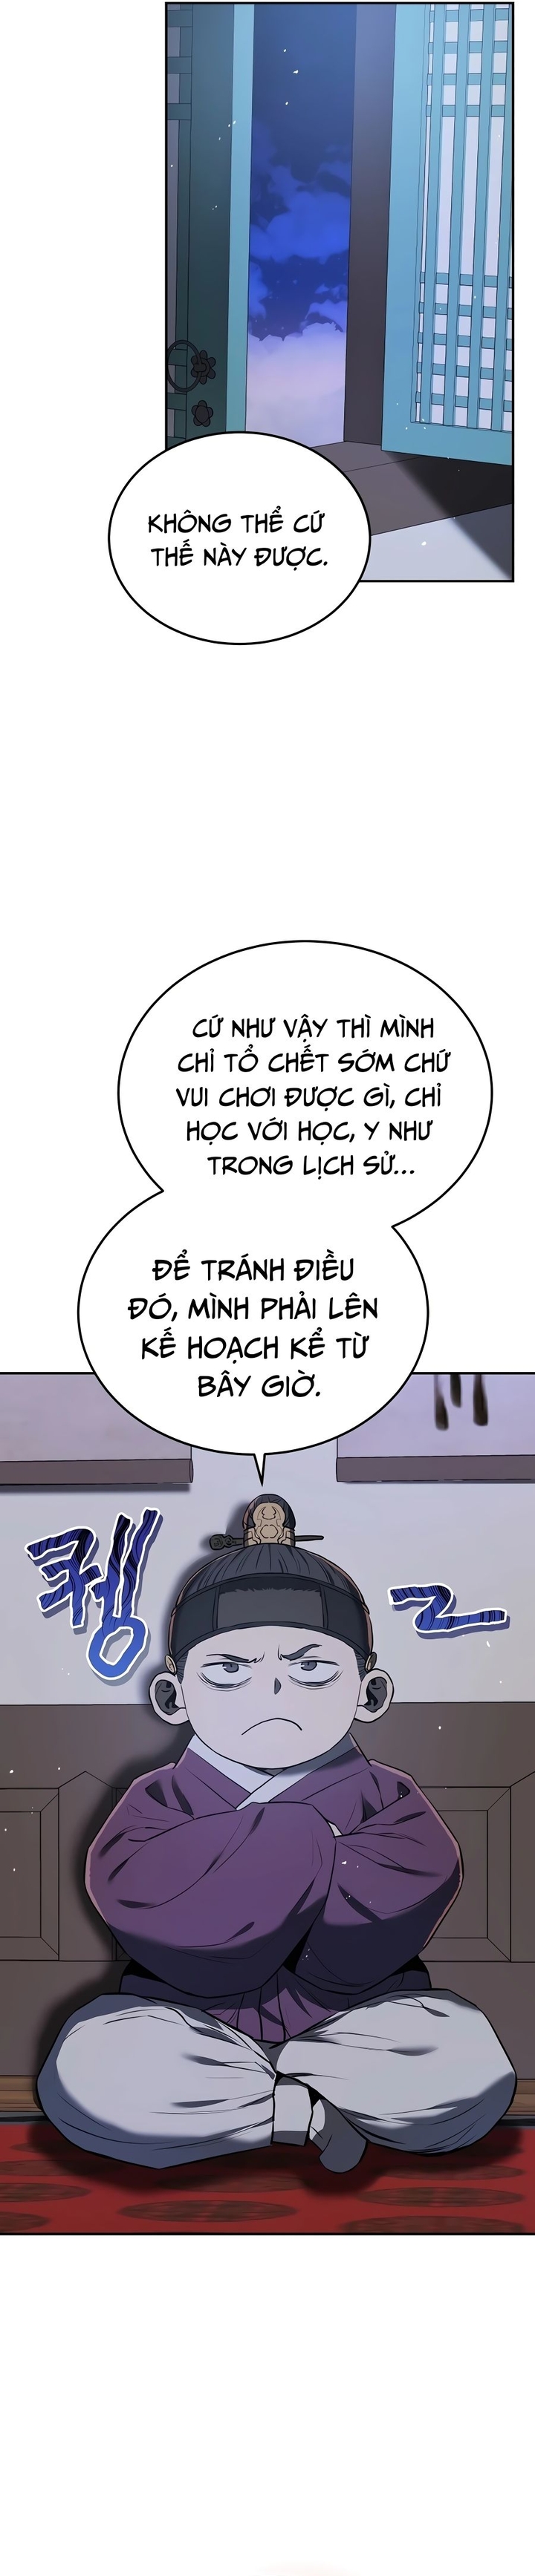 KHÔNG THỂ CỨ
THẾ NÀY ĐƯỢC.
CỨ NHƯ VẬY THÌ MÌNH
CHỈ TỔ CHẾT SỚM CHỨ
VUI CHƠI ĐƯỢC GÌ, CHỈ
HỌC VỚI HỌC, Y NHƯ
TRONG LỊCH SỬ...
ĐỂ TRÁNH ĐIỀU
ĐÓ, MÌNH PHẢI LÊN
KẾ HOẠCH KỂ TỪ
BÂY GIỜ.
킹